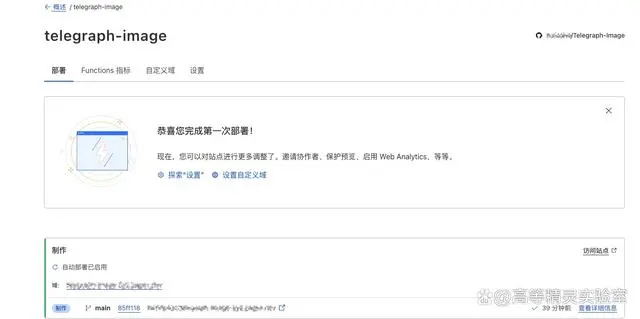 ← 概述 / telegraph-image
telegraph-image
/Telegraph-Image
部署 Functions 指标 自定义域 设置
恭喜您完成第一次部署！
现在，您可以对站点进行更多调整了。邀请协作者、保护预览、启用 Web Analytics，等等。
探索“设置” 设置自定义域
制作 访问站点
自动部署已启用
域:
制作 main 85ff118 39 分钟前 查看详细信息
@高等精灵实验室